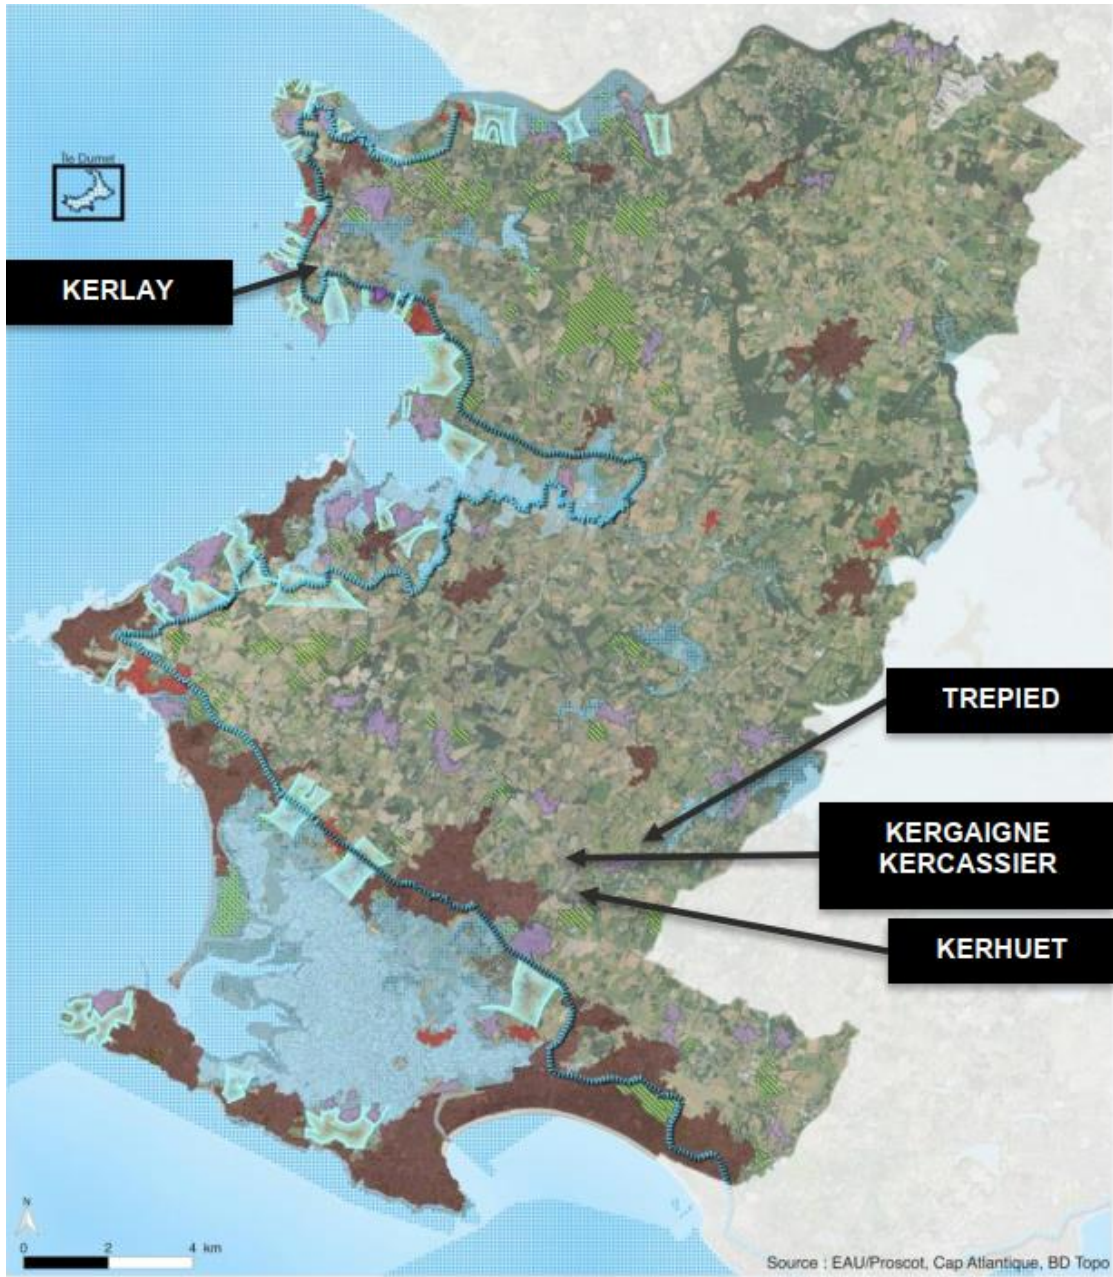 Île Dumet
KERLAY
TREPIED
KERGAIGNE
KERCASSIER
KERHUET
N
0 2 4 km
Source : EAU/Proscot, Cap Atlantique, BD Topo